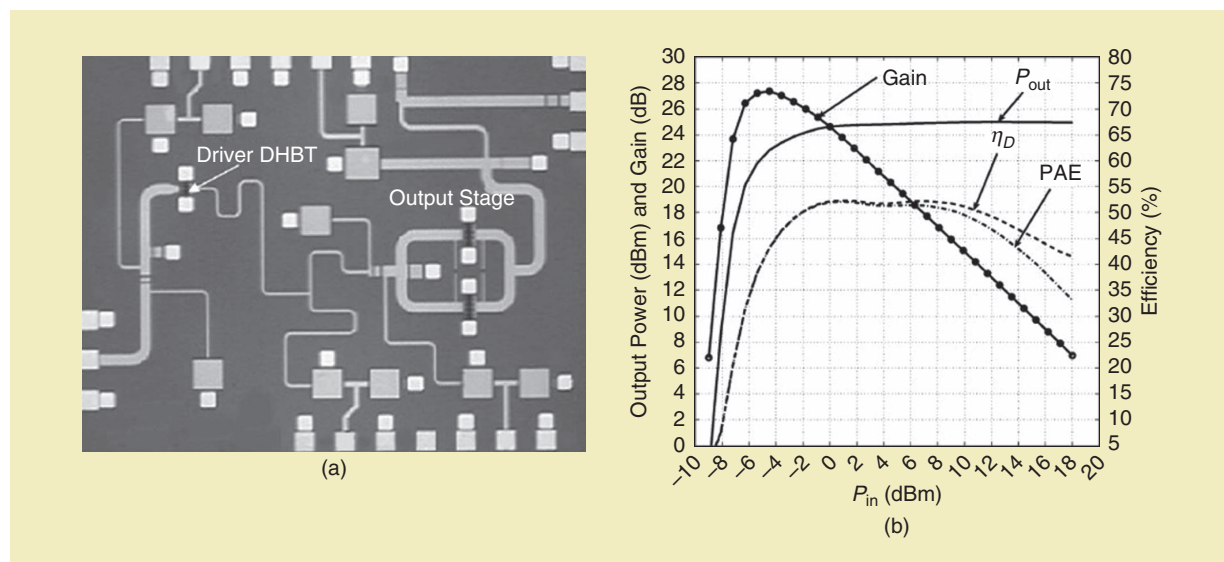 Driver DHBT
Output Stage
(a)
Output Power (dBm) and Gain (dB)
30
28
26
24
22
20
18
16
14
12
10
8
6
4
2
0
Gain
Pout
ηD
PAE
80
75
70
65
60
55
50
45
40
35
30
25
20
15
10
5
Efficiency (%)
–10 –8 –6 –4 –2 0 2 4 6 8 10 12 14 16 18 20
Pin (dBm)
(b)